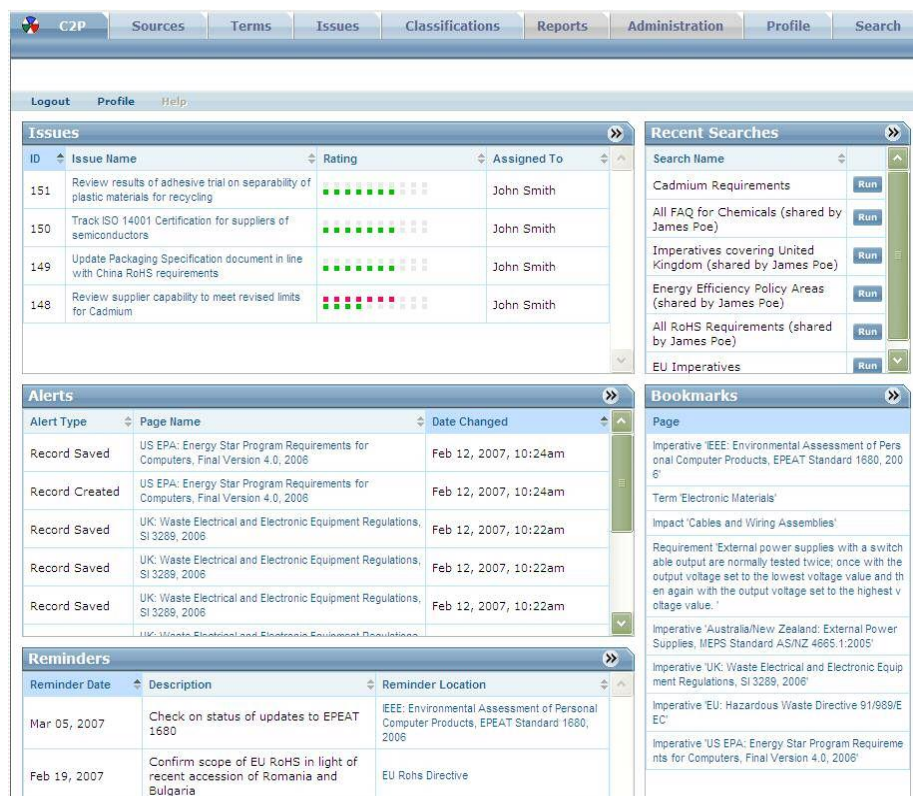 C2P Sources Terms Issues Classifications Reports Administration Profile Search
Logout Profile Help
Issues
ID Issue Name Rating Assigned To
151 Review results of adhesive trial on separability of
plastic materials for recycling
John Smith
150 Track ISO 14001 Certification for suppliers of
semiconductors
John Smith
149 Update Packaging Specification document in line
with China RoHS requirements
John Smith
148 Review supplier capability to meet revised limits
for Cadmium
John Smith
Recent Searches
Search Name
Cadmium Requirements Run
All FAQ for Chemicals (shared by
James Poe)
Run
Imperatives covering United
Kingdom (shared by James Poe)
Run
Energy Efficiency Policy Areas
(shared by James Poe)
Run
All RoHS Requirements (shared
by James Poe)
Run
EU Imperatives Run
Alerts
Alert Type Page Name Date Changed
Record Saved
US EPA: Energy Star Program Requirements for
Computers, Final Version 4.0, 2006
Feb 12, 2007, 10:24am
Record Created
US EPA: Energy Star Program Requirements for
Computers, Final Version 4.0, 2006
Feb 12, 2007, 10:24am
Record Saved
UK: Waste Electrical and Electronic Equipment Regulations,
SI 3289, 2006
Feb 12, 2007, 10:22am
Record Saved
UK: Waste Electrical and Electronic Equipment Regulations,
SI 3289, 2006
Feb 12, 2007, 10:22am
Record Saved
UK: Waste Electrical and Electronic Equipment Regulations,
SI 3289, 2006
Feb 12, 2007, 10:22am
UK: Waste Electrical and Electronic Equipment Regulations,
Bookmarks
Page
Imperative 'IEEE: Environmental Assessment of Pers
onal Computer Products, EPEAT Standard 1680, 200
6'
Term 'Electronic Materials'
Impact 'Cables and Wiring Assemblies'
Requirement 'External power supplies with a switch
able output are normally tested twice; once with the
output voltage set to the lowest voltage value and th
en again with the output voltage set to the highest v
oltage value. '
Imperative 'Australia/New Zealand: External Power
Supplies, MEPS Standard AS/NZ 4665.1:2005'
Imperative 'UK: Waste Electrical and Electronic Equip
ment Regulations, SI 3289, 2006'
Imperative 'EU: Hazardous Waste Directive 91/989/E
EC'
Imperative 'US EPA: Energy Star Program Requireme
nts for Computers, Final Version 4.0, 2006'
Reminders
Reminder Date Description Reminder Location
Mar 05, 2007
Check on status of updates to EPEAT
1680
IEEE: Environmental Assessment of Personal
Computer Products, EPEAT Standard 1680,
2006
Feb 19, 2007
Confirm scope of EU RoHS in light of
recent accession of Romania and
Bulgaria
EU Rohs Directive